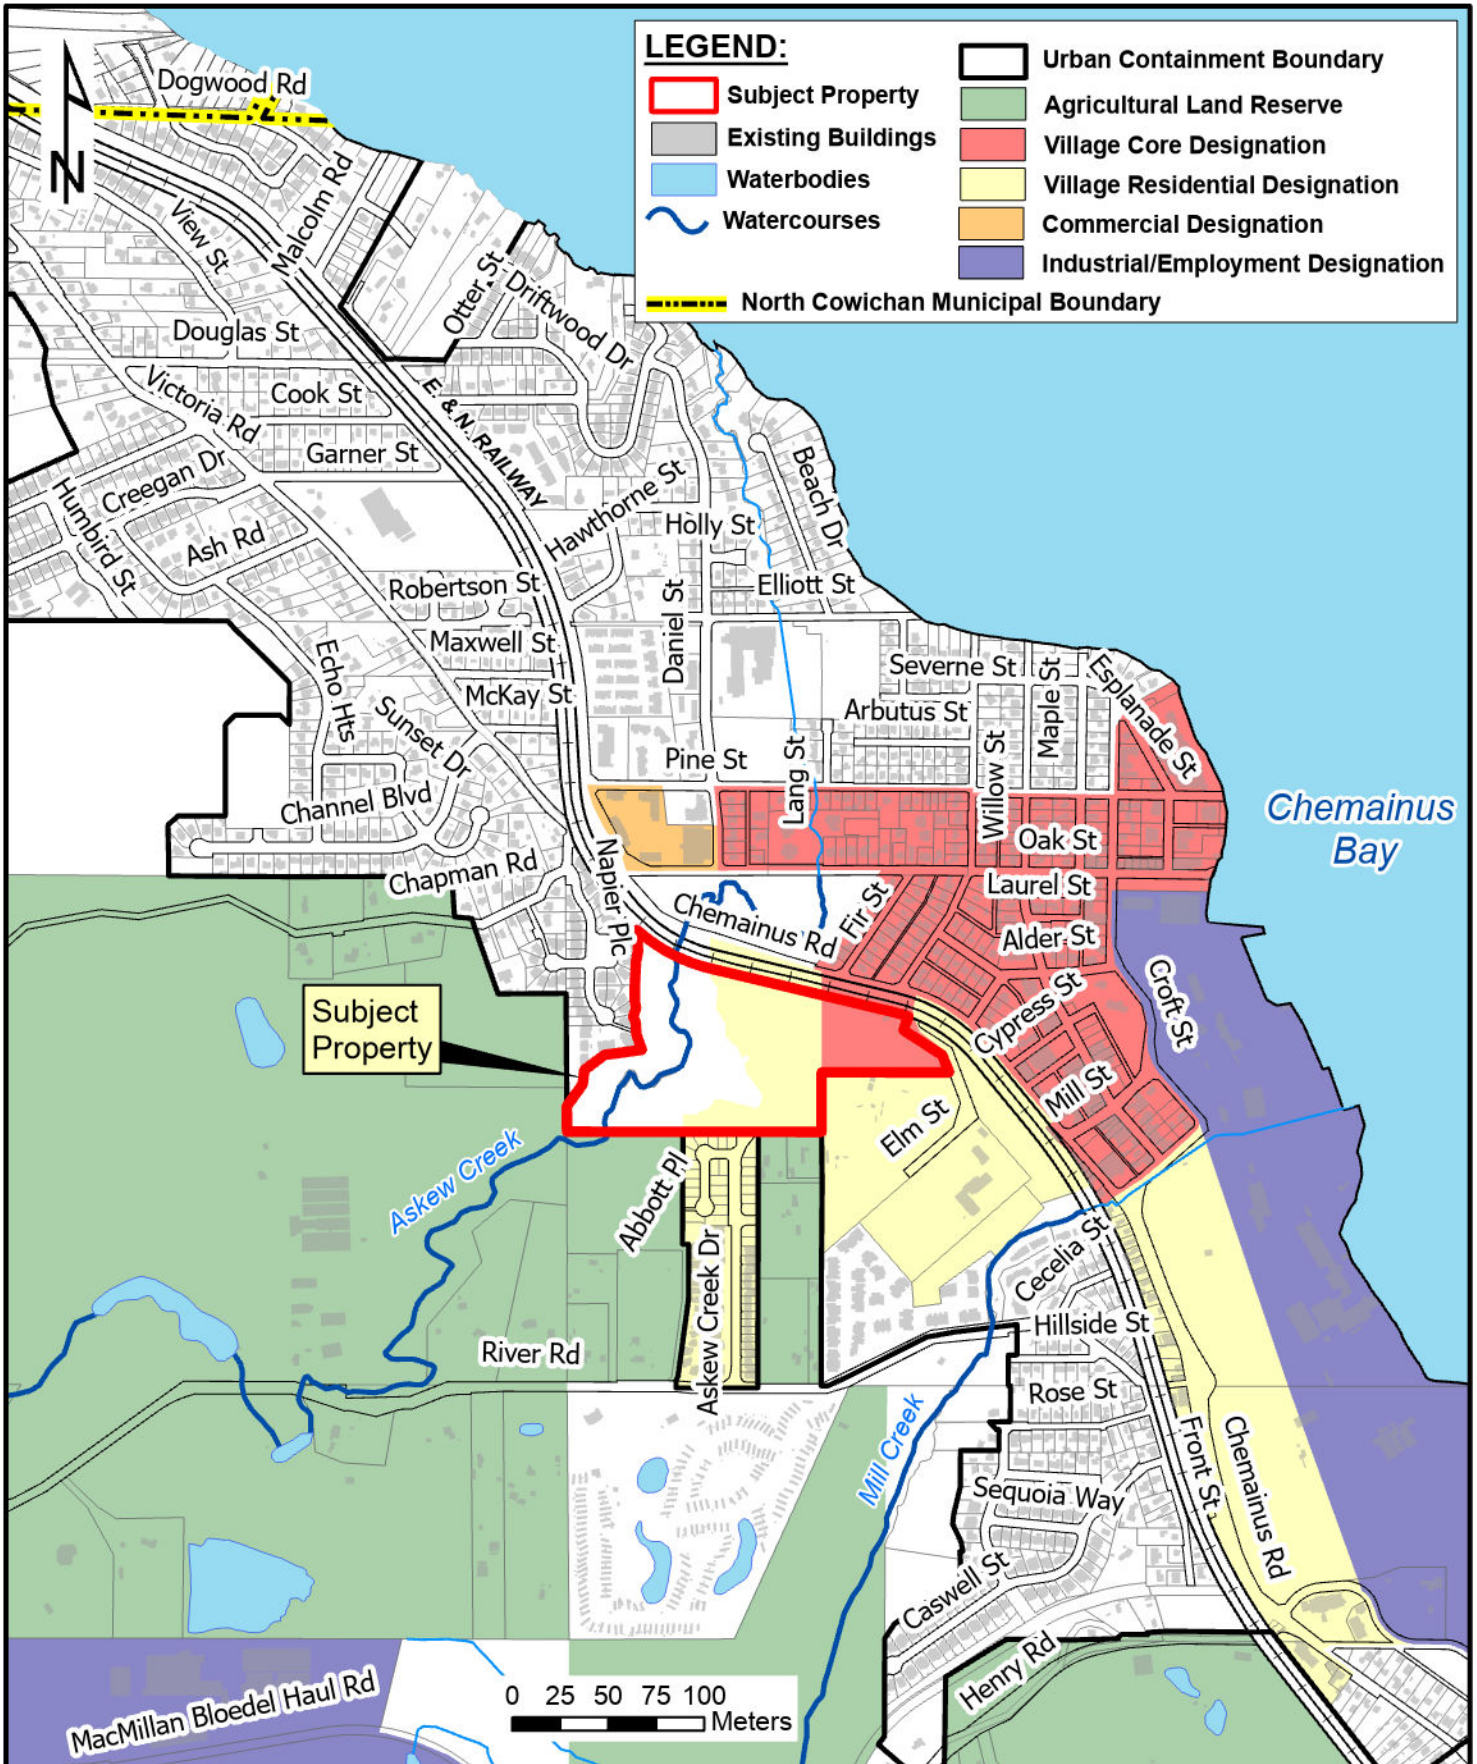 LEGEND:
Subject Property
Existing Buildings
Waterbodies
Watercourses
Urban Containment Boundary
Agricultural Land Reserve
Village Core Designation
Village Residential Designation
Commercial Designation
Industrial/Employment Designation
North Cowichan Municipal Boundary
N
Dogwood Rd
Malcolm Rd
View St
Otter St
Driftwood Dr
Douglas St
Cook St
Victoria Rd
Garner St
E. & N. RAILWAY
Creegan Dr
Humbird St
Ash Rd
Hawthorne St
Holly St
Beach Dr
Robertson St
Elliott St
Daniel St
Maxwell St
McKay St
Echo Hts
Sunset Dr
Severne St
Maple St
Esplanade St
Arbutus St
Willow St
Pine St
Lang St
Channel Blvd
Chemainus
Bay
Oak St
Chapman Rd
Napier Plc
Laurel St
Chemainus Rd
Fir St
Alder St
Croft St
Cypress St
Subject
Property
Mill St
Elm St
Askew Creek
Abbott Pl
Askew Creek Dr
Cecelia St
Hillside St
River Rd
Rose St
Mill Creek
Front St
Chemainus Rd
Sequoia Way
Caswell St
Henry Rd
MacMillan Bloedel Haul Rd
0 25 50 75 100
Meters